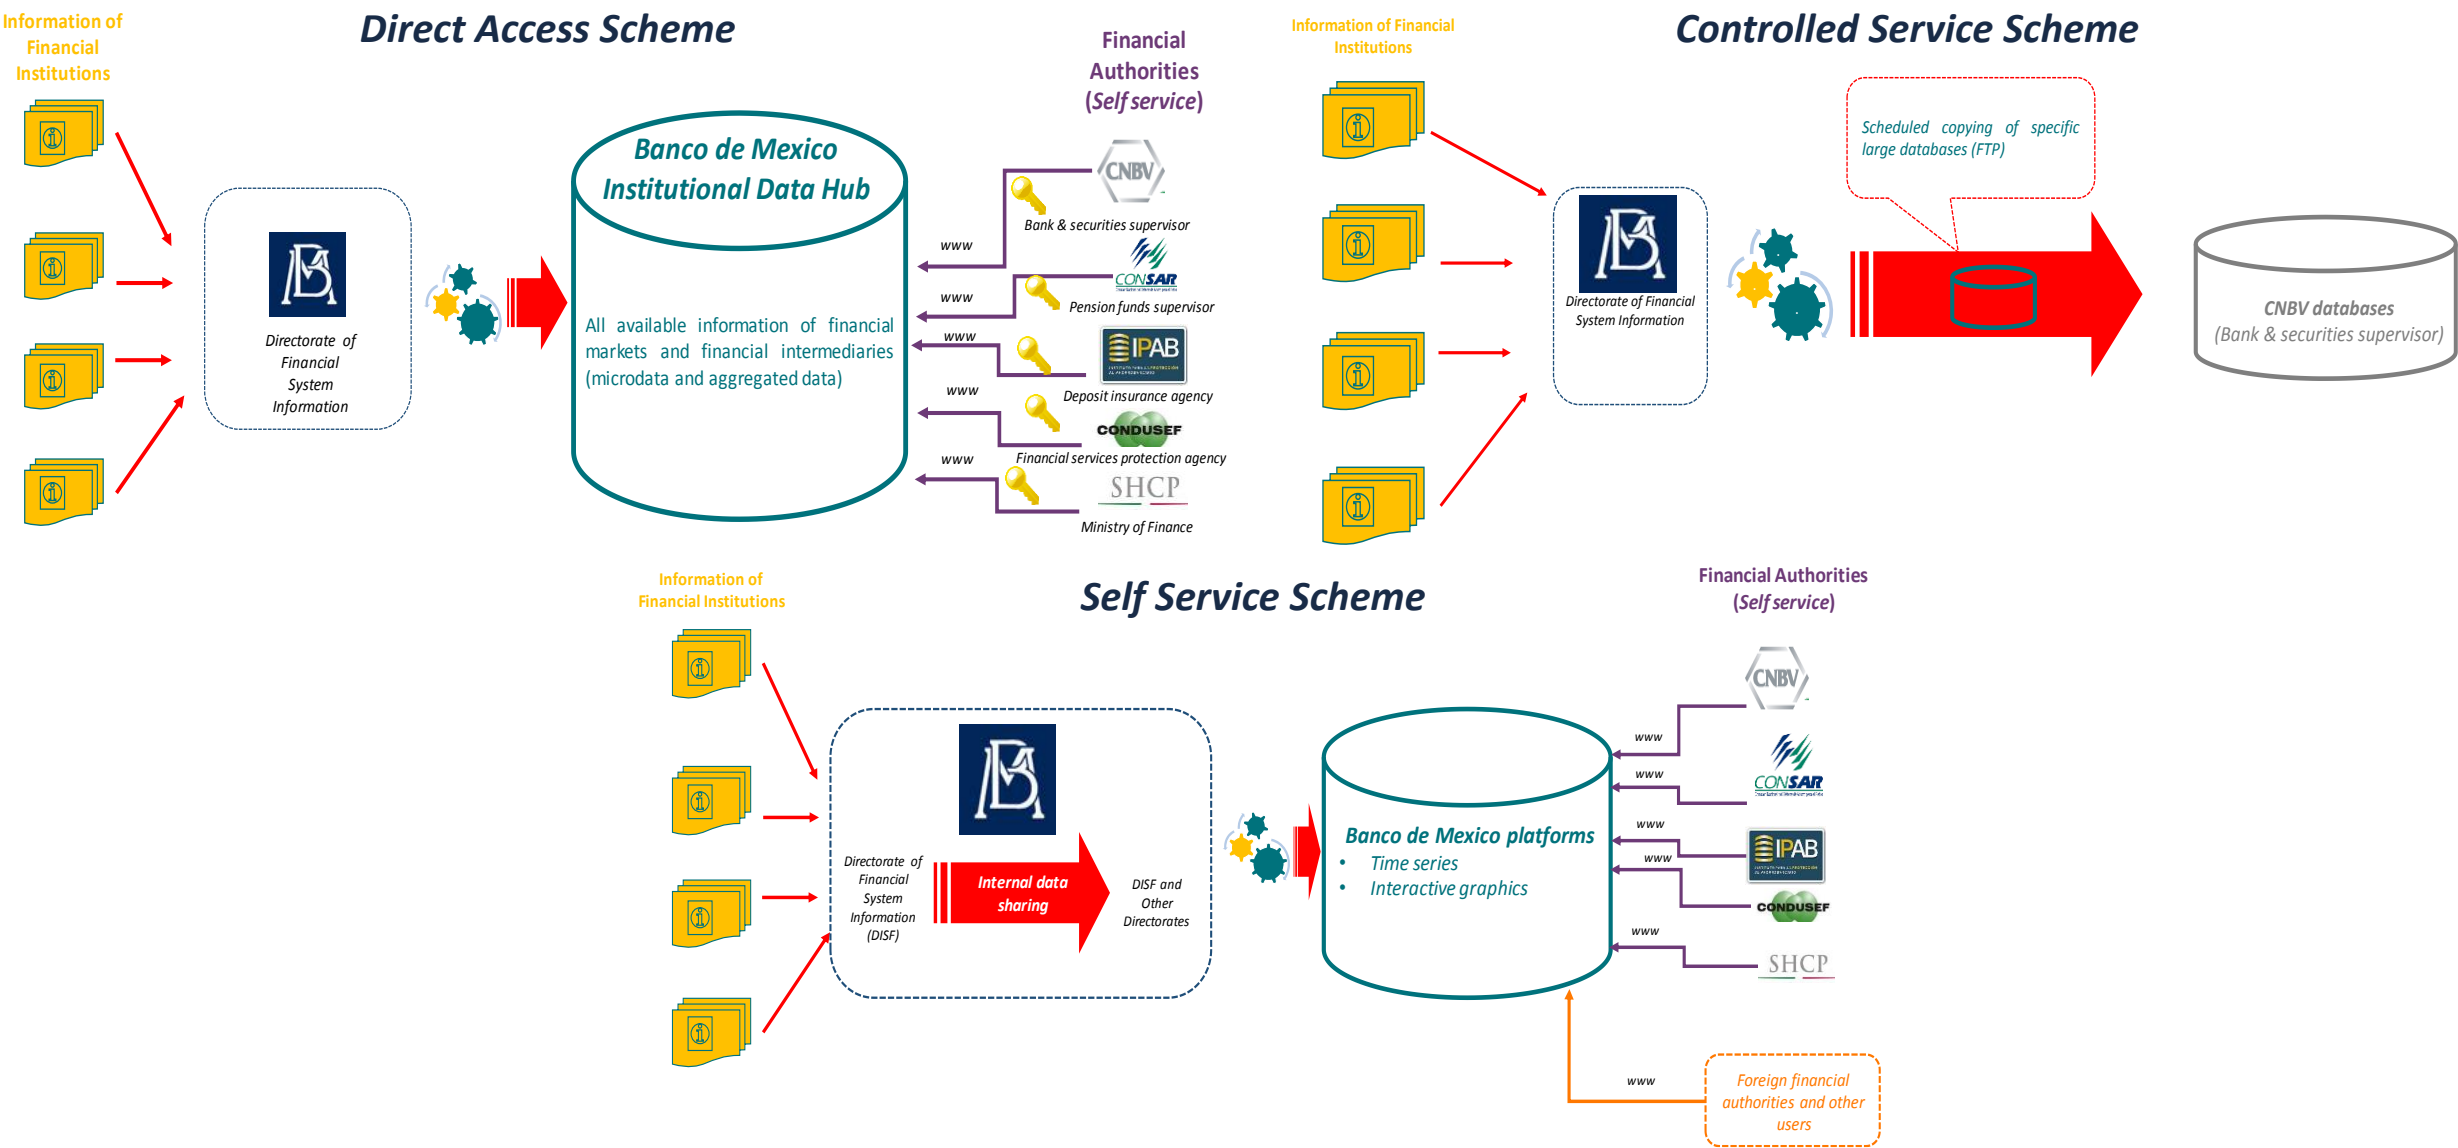 Direct Access Scheme
Information of
Financial
Institutions
Directorate of
Financial
System
Information
Banco de Mexico
Institutional Data Hub
All available information of financial
markets and financial intermediaries
(microdata and aggregated data)
Financial
Authorities
(Self service)
CNBV
Bank & securities supervisor
www
CONSAR
Pension funds supervisor
www
IPAB
Deposit insurance agency
www
CONDUSEF
Financial services protection agency
www
SHCP
Ministry of Finance
www
Controlled Service Scheme
Information of Financial
Institutions
Directorate of Financial
System Information
Scheduled copying of specific
large databases (FTP)
CNBV databases
(Bank & securities supervisor)
Self Service Scheme
Information of
Financial Institutions
Directorate of
Financial
System
Information
(DISF)
Internal data
sharing
DISF and
Other
Directorates
Banco de Mexico platforms
• Time series
• Interactive graphics
Financial Authorities
(Self service)
CNBV
www
CONSAR
www
IPAB
www
CONDUSEF
www
SHCP
www
www
Foreign financial
authorities and other
users